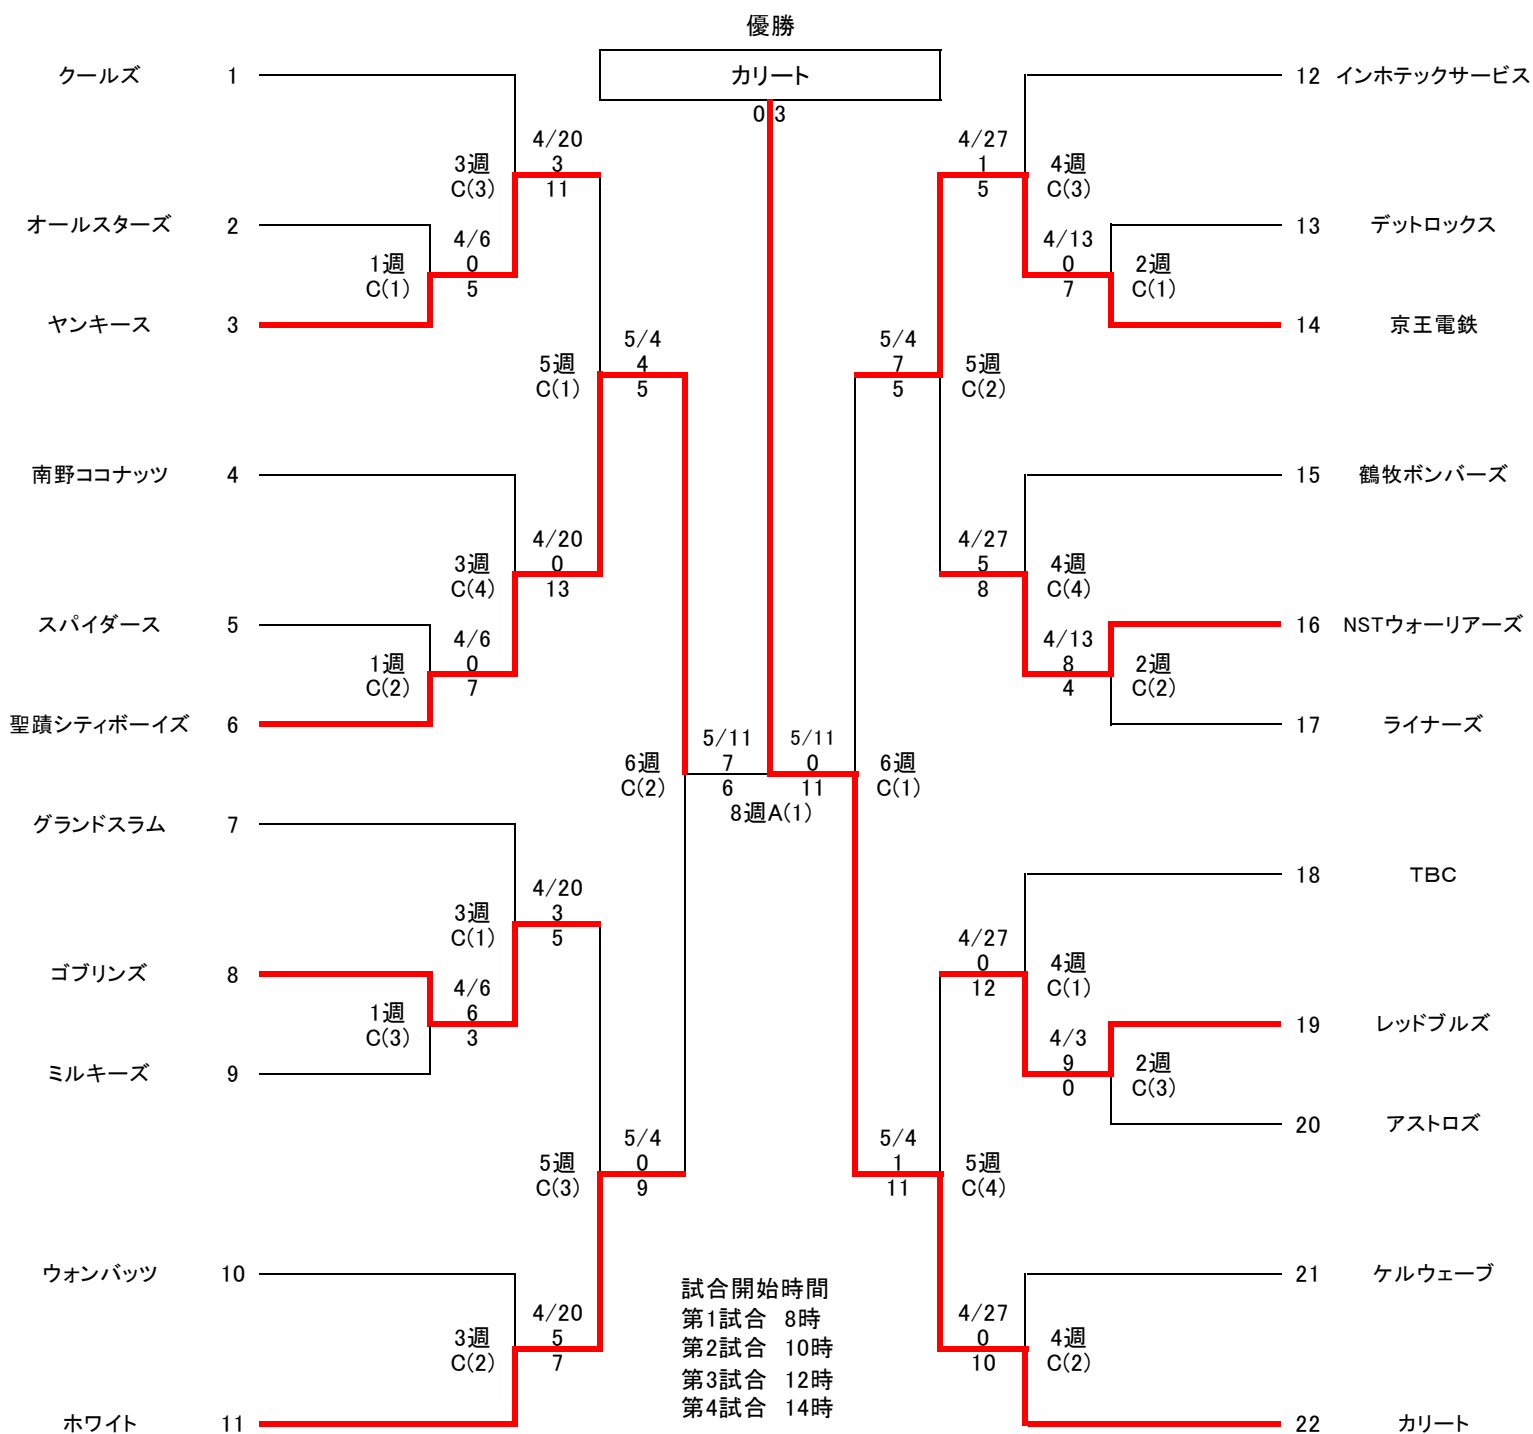 優勝
カリート
0 3
クールズ 1
12 インホテックサービス
4/20
3週 3
C(3) 11
4/27
1 4週
5 C(3)
オールスターズ 2
13 デットロックス
4/6
1週 0
C(1) 5
4/13
0 2週
7 C(1)
ヤンキース 3
14 京王電鉄
5/4
5週 4
C(1) 5
5/4
7 5週
5 C(2)
南野ココナッツ 4
15 鶴牧ボンバーズ
4/20
3週 0
C(4) 13
4/27
5 4週
8 C(4)
スパイダース 5
16 NSTウォーリアーズ
4/6
1週 0
C(2) 7
4/13
8 2週
4 C(2)
聖蹟シティボーイズ 6
17 ライナーズ
5/11
6週 7
C(2) 6
5/11
0 6週
11 C(1)
8週A(1)
グランドスラム 7
18 TBC
4/20
3週 3
C(1) 5
4/27
0 4週
12 C(1)
ゴブリンズ 8
19 レッドブルズ
4/6
1週 6
C(3) 3
4/3
9 2週
0 C(3)
ミルキーズ 9
20 アストロズ
5/4
5週 0
C(3) 9
5/4
1 5週
11 C(4)
ウォンバッツ 10
21 ケルウェーブ
4/20
3週 5
C(2) 7
4/27
0 4週
10 C(2)
ホワイト 11
22 カリート
試合開始時間
第1試合 8時
第2試合 10時
第3試合 12時
第4試合 14時